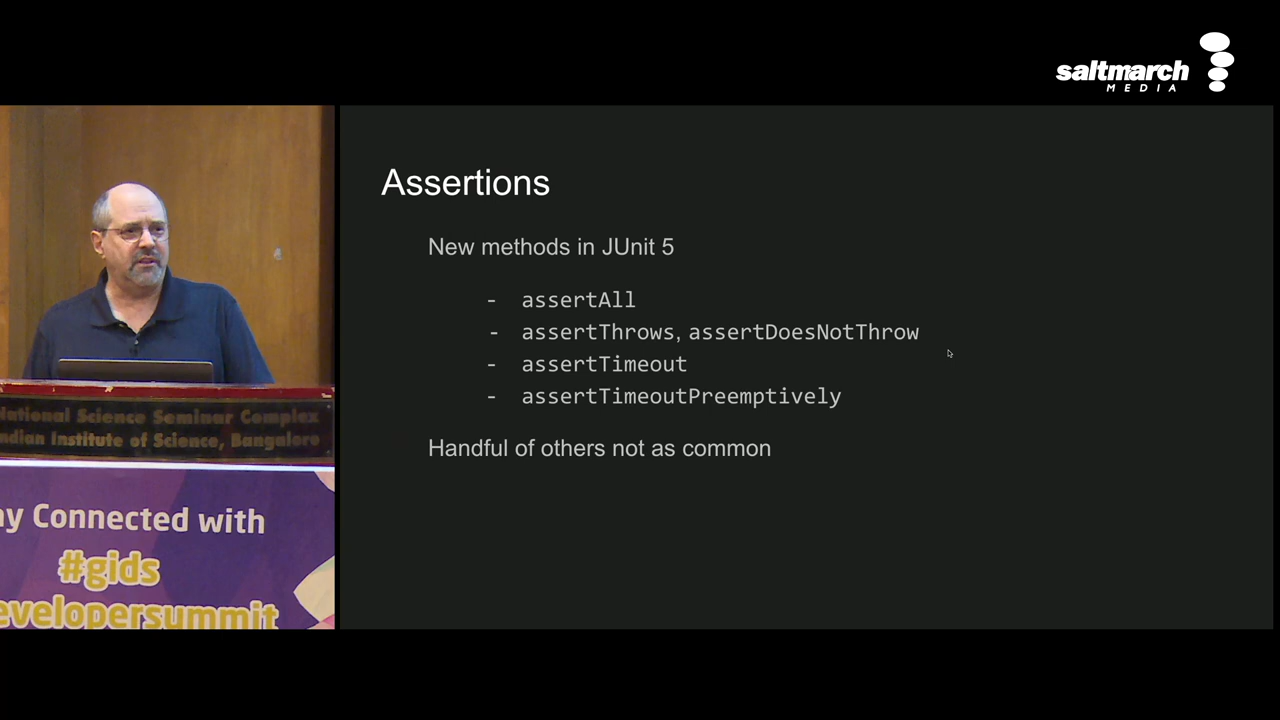 saltmarch
MEDIA
Assertions
New methods in JUnit 5
- assertAll
- assertThrows, assertDoesNotThrow
- assertTimeout
- assertTimeoutPreemptively
Handful of others not as common
National Science Seminar Complex
ndian Institute of Science, Bangalore
ay Connected with
#gids
evelopersummit